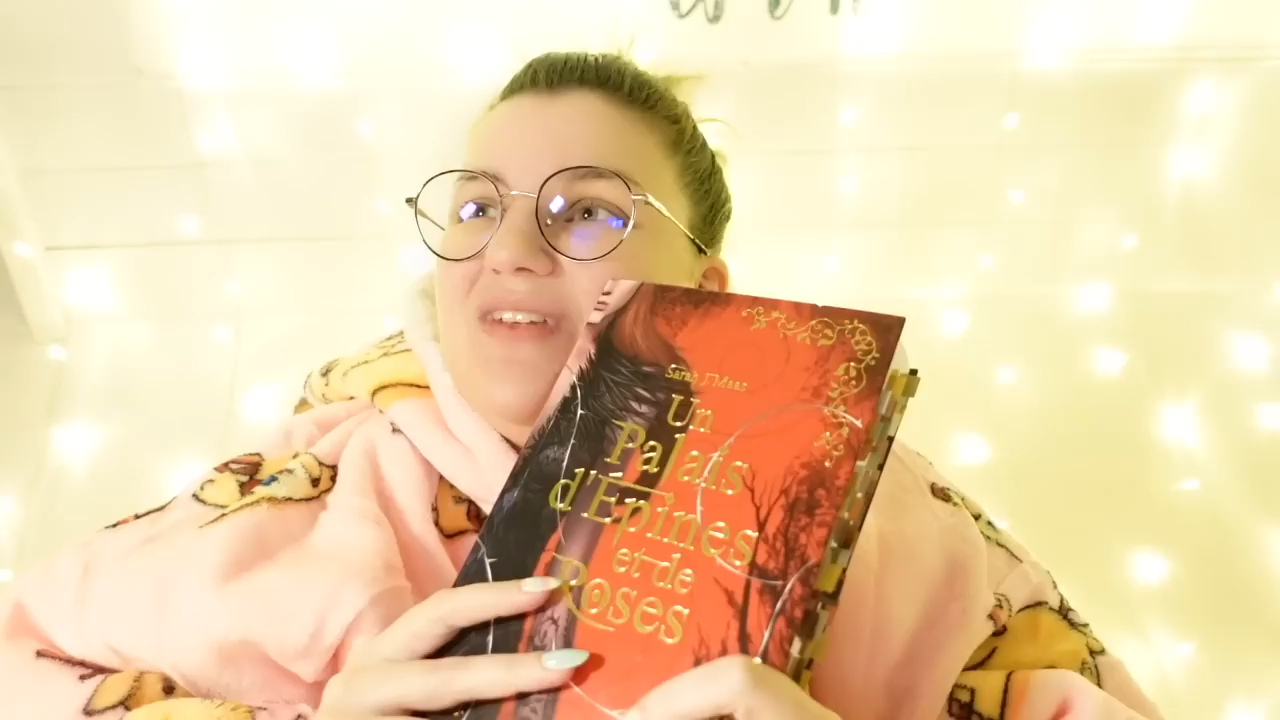 Sarah J Maas
Un
Palais
d'Épines
et de
Roses